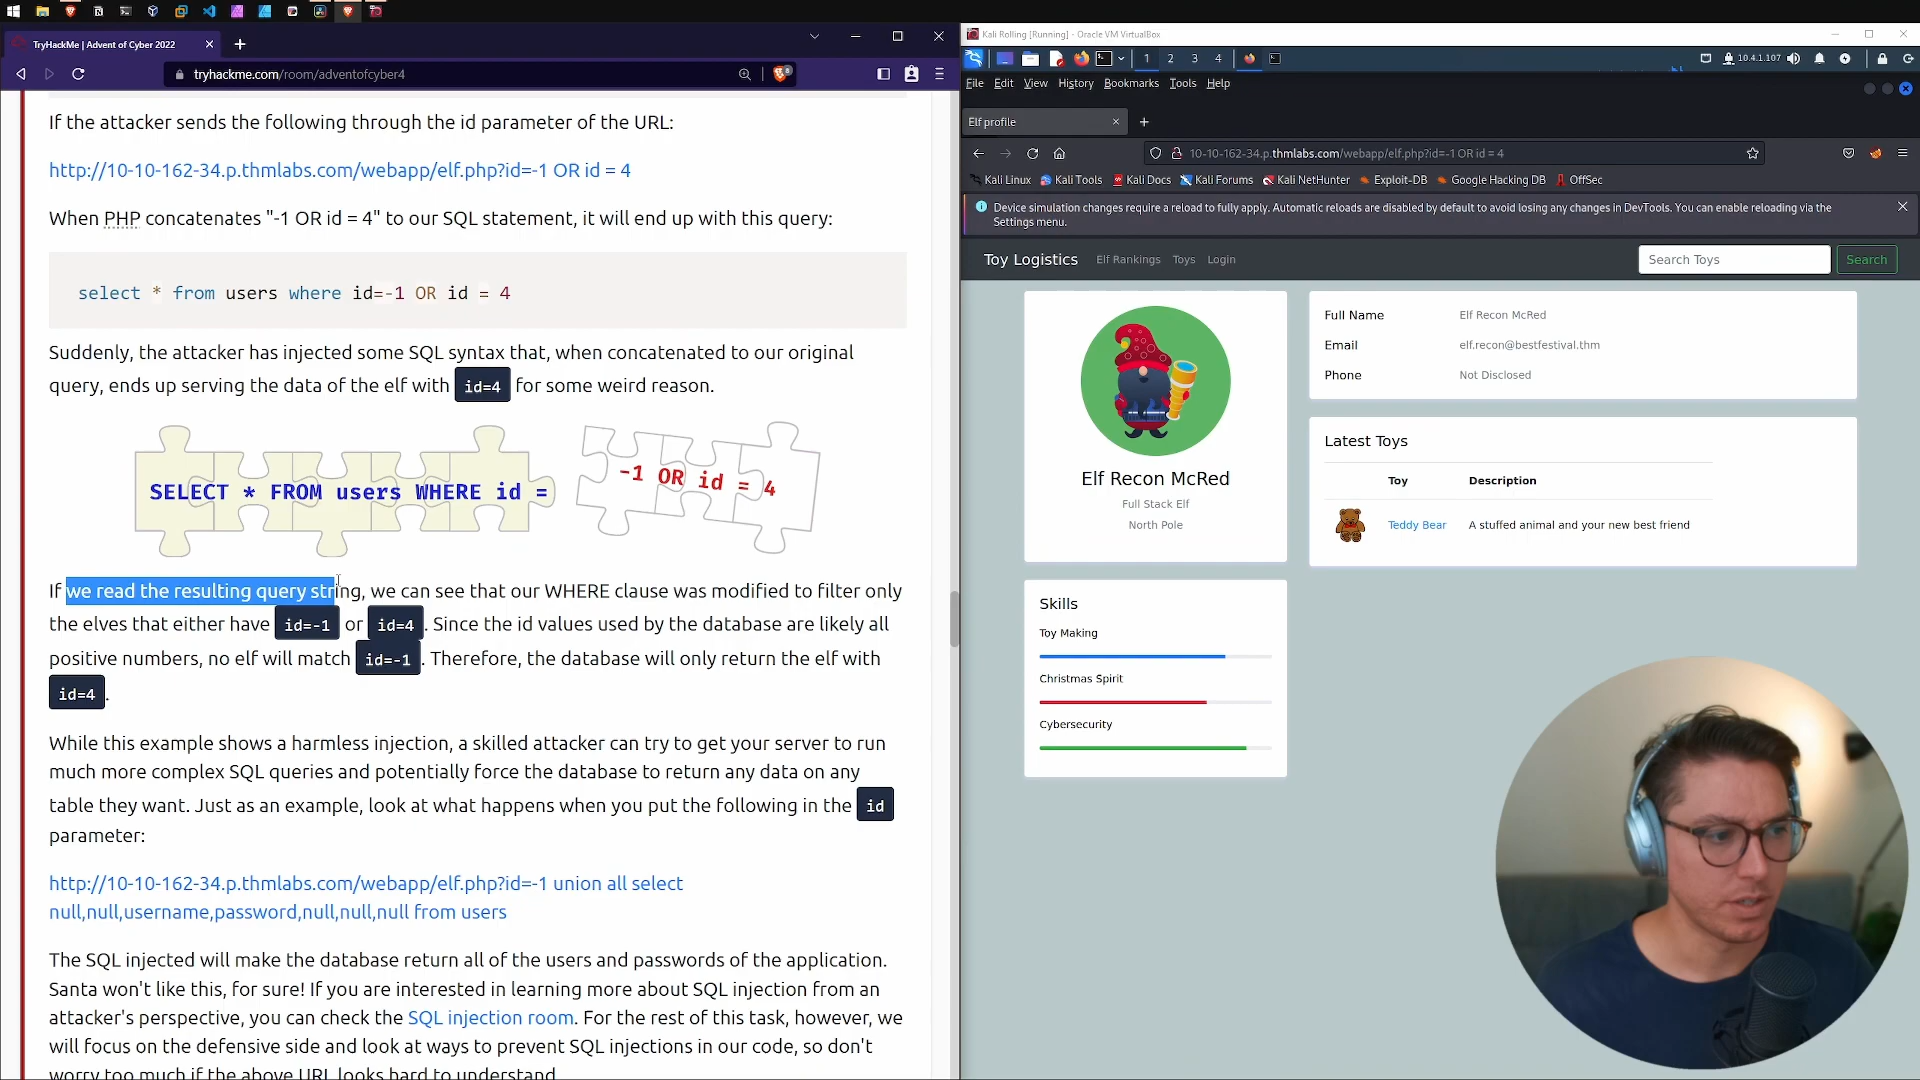 TryHackMe | Advent of Cyber 2022
tryhackme.com/room/adventofcyber4
If the attacker sends the following through the id parameter of the URL:
http://10-10-162-34.p.thmlabs.com/webapp/elf.php?id=-1 OR id = 4
When PHP concatenates "-1 OR id = 4" to our SQL statement, it will end up with this query:
select * from users where id=-1 OR id = 4
Suddenly, the attacker has injected some SQL syntax that, when concatenated to our original
query, ends up serving the data of the elf with id=4 for some weird reason.
SELECT * FROM users WHERE id =
-1 OR id = 4
If we read the resulting query string, we can see that our WHERE clause was modified to filter only
the elves that either have id=-1 or id=4. Since the id values used by the database are likely all
positive numbers, no elf will match id=-1. Therefore, the database will only return the elf with
id=4.
While this example shows a harmless injection, a skilled attacker can try to get your server to run
much more complex SQL queries and potentially force the database to return any data on any
table they want. Just as an example, look at what happens when you put the following in the id
parameter:
http://10-10-162-34.p.thmlabs.com/webapp/elf.php?id=-1 union all select
null,null,username,password,null,null,null from users
The SQL injected will make the database return all of the users and passwords of the application.
Santa won't like this, for sure! If you are interested in learning more about SQL injection from an
attacker's perspective, you can check the SQL injection room. For the rest of this task, however, we
will focus on the defensive side and look at ways to prevent SQL injections in our code, so don't
worry too much if the above URL looks hard to understand.
Kali Rolling [Running] - Oracle VM VirtualBox
1 2 3 4
10.4.1.107
File Edit View History Bookmarks Tools Help
Elf profile
10-10-162-34.p.thmlabs.com/webapp/elf.php?id=-1 OR id = 4
Kali Linux Kali Tools Kali Docs Kali Forums Kali NetHunter Exploit-DB Google Hacking DB OffSec
Device simulation changes require a reload to fully apply. Automatic reloads are disabled by default to avoid losing any changes in DevTools. You can enable reloading via the
Settings menu.
Toy Logistics Elf Rankings Toys Login Search Toys Search
Elf Recon McRed
Full Stack Elf
North Pole
Full Name Elf Recon McRed
Email elf.recon@bestfestival.thm
Phone Not Disclosed
Latest Toys
Toy Description
Teddy Bear A stuffed animal and your new best friend
Skills
Toy Making
Christmas Spirit
Cybersecurity